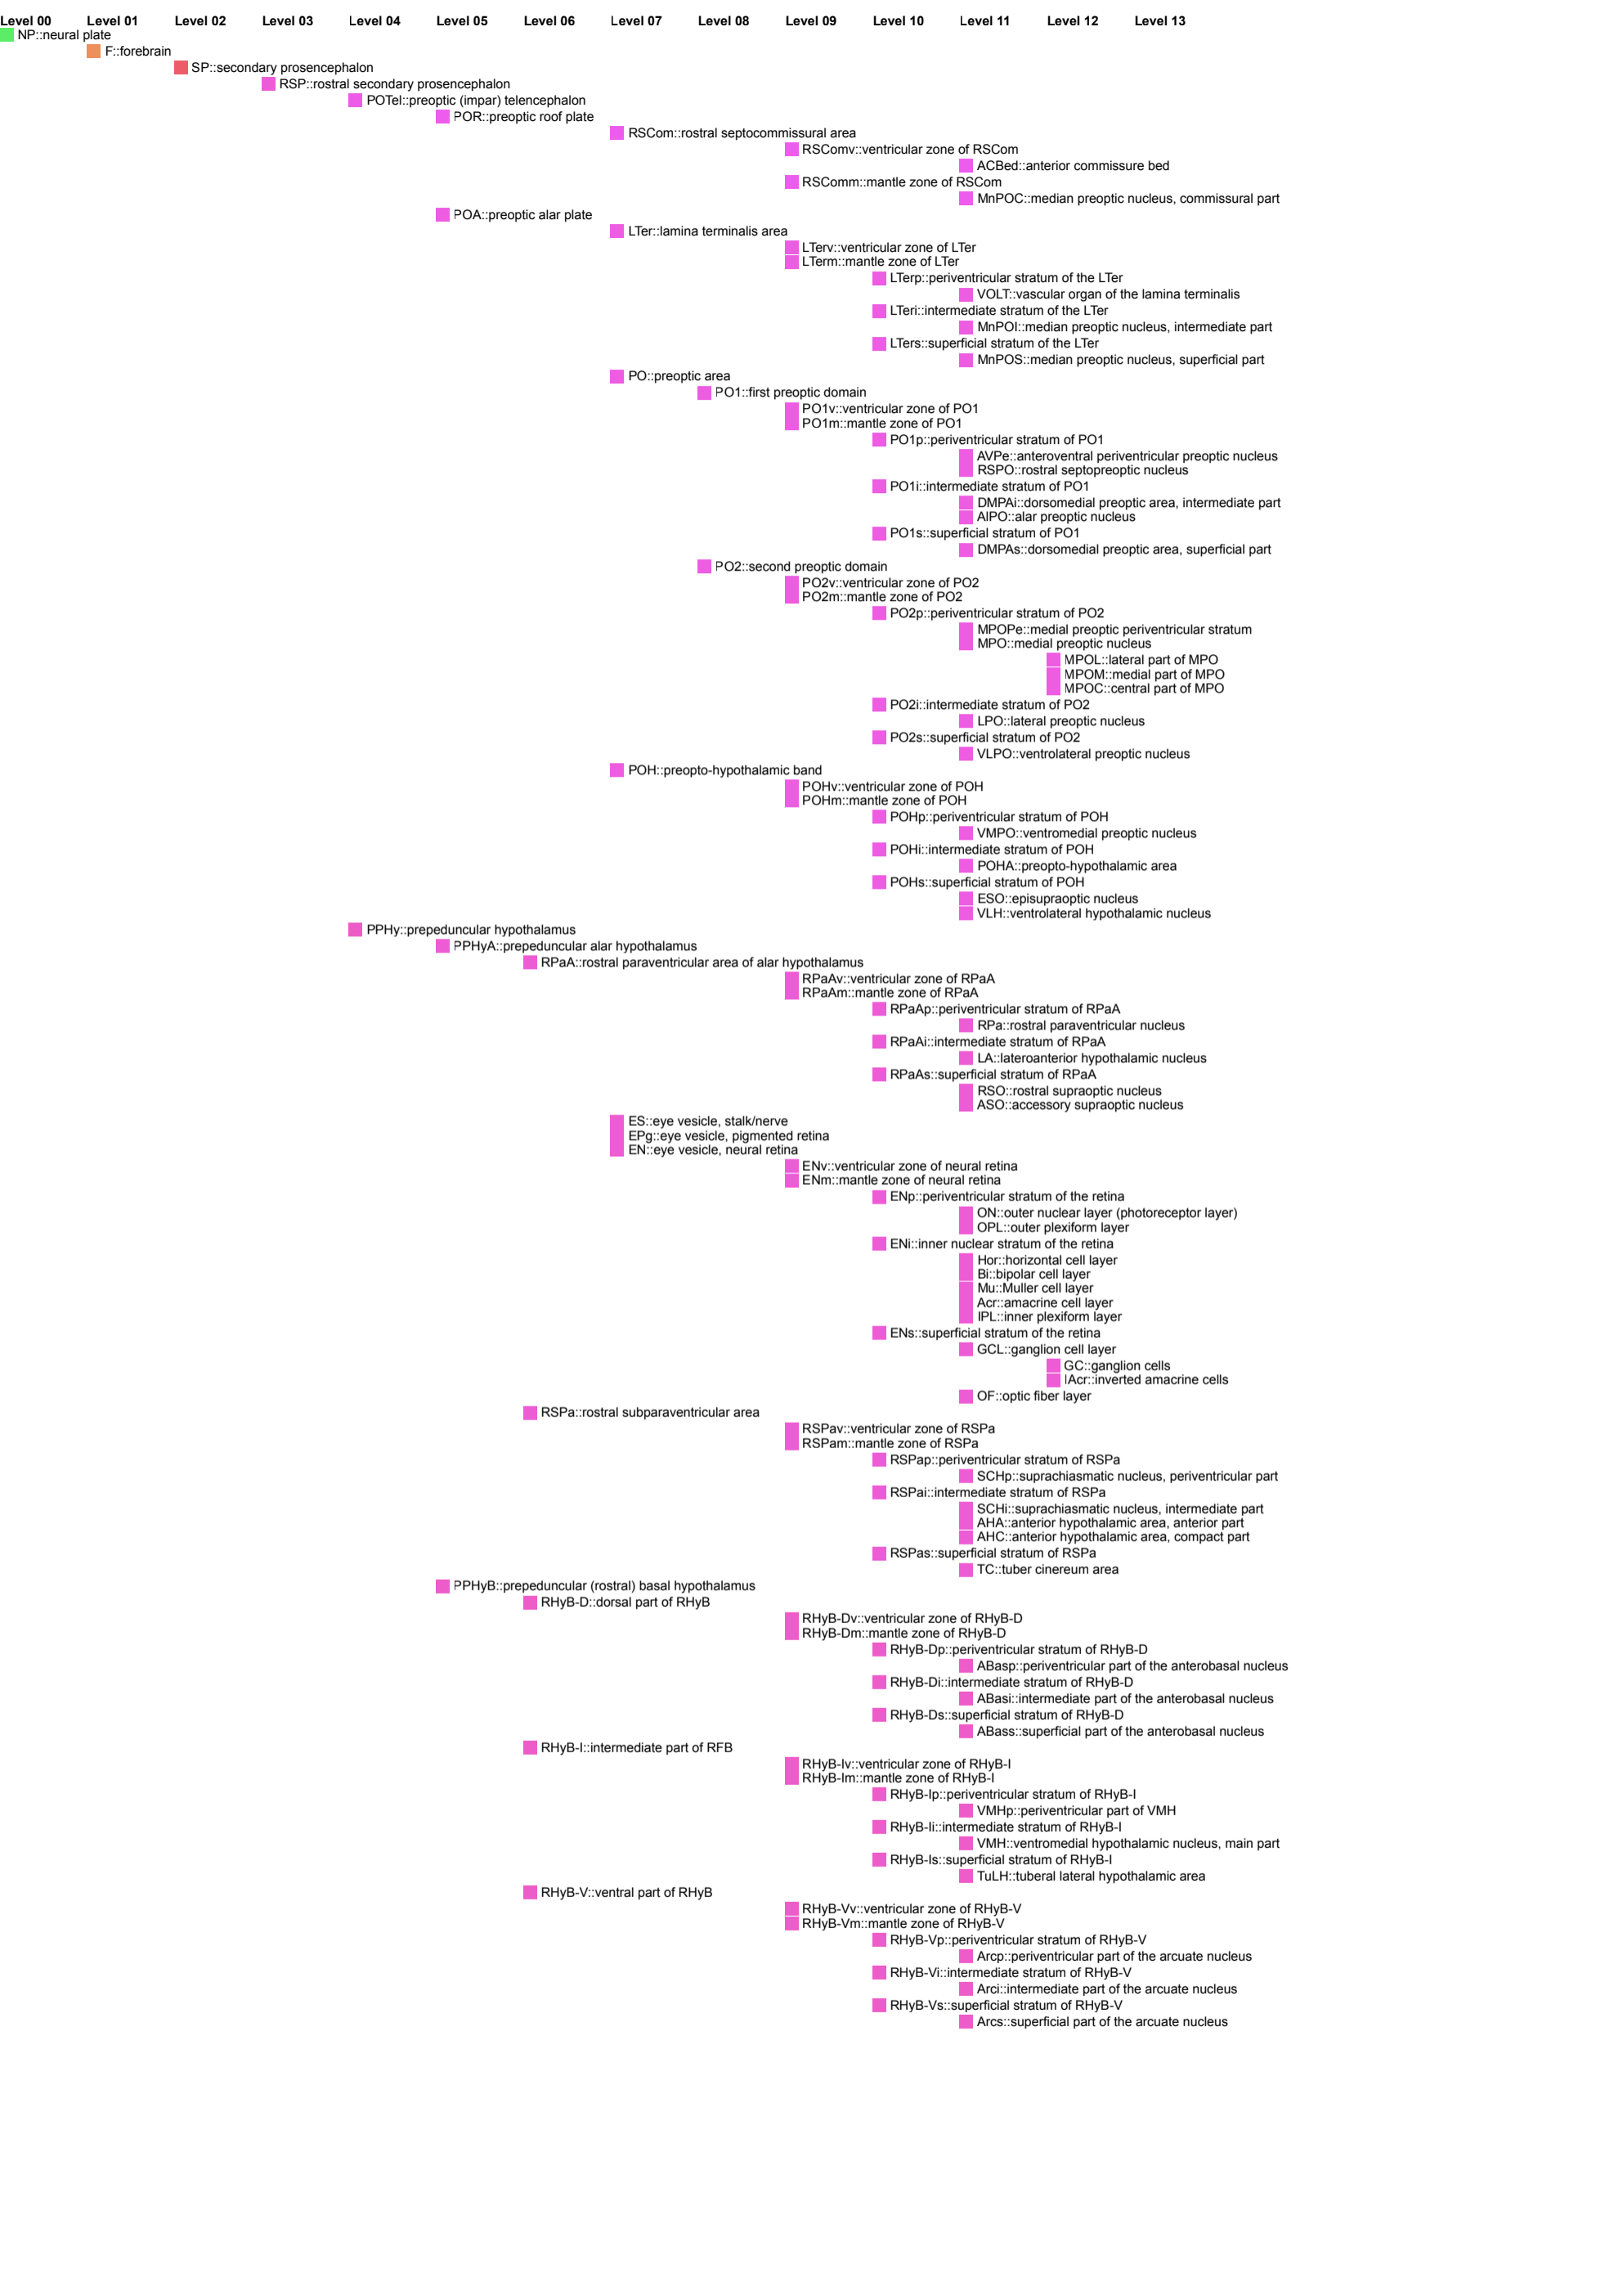 Level 00 Level 01 Level 02 Level 03 Level 04 Level 05 Level 06 Level 07 Level 08 Level 09 Level 10 Level 11 Level 12 Level 13
NP::neural plate
F::forebrain
SP::secondary prosencephalon
RSP::rostral secondary prosencephalon
POTel::preoptic (impar) telencephalon
POR::preoptic roof plate
RSCom::rostral septocommissural area
RSComv::ventricular zone of RSCom
ACBed::anterior commissure bed
RSComm::mantle zone of RSCom
MnPOC::median preoptic nucleus, commissural part
POA::preoptic alar plate
LTer::lamina terminalis area
LTerv::ventricular zone of LTer
LTerm::mantle zone of LTer
LTerp::periventricular stratum of the LTer
VOLT::vascular organ of the lamina terminalis
LTeri::intermediate stratum of the LTer
MnPOI::median preoptic nucleus, intermediate part
LTers::superficial stratum of the LTer
MnPOS::median preoptic nucleus, superficial part
PO::preoptic area
PO1::first preoptic domain
PO1v::ventricular zone of PO1
PO1m::mantle zone of PO1
PO1p::periventricular stratum of PO1
AVPe::anteroventral periventricular preoptic nucleus
RSPO::rostral septopreoptic nucleus
PO1i::intermediate stratum of PO1
DMPAi::dorsomedial preoptic area, intermediate part
AlPO::alar preoptic nucleus
PO1s::superficial stratum of PO1
DMPAs::dorsomedial preoptic area, superficial part
PO2::second preoptic domain
PO2v::ventricular zone of PO2
PO2m::mantle zone of PO2
PO2p::periventricular stratum of PO2
MPOPe::medial preoptic periventricular stratum
MPO::medial preoptic nucleus
MPOL::lateral part of MPO
MPOM::medial part of MPO
MPOC::central part of MPO
PO2i::intermediate stratum of PO2
LPO::lateral preoptic nucleus
PO2s::superficial stratum of PO2
VLPO::ventrolateral preoptic nucleus
POH::preopto-hypothalamic band
POHv::ventricular zone of POH
POHm::mantle zone of POH
POHp::periventricular stratum of POH
VMPO::ventromedial preoptic nucleus
POHi::intermediate stratum of POH
POHA::preopto-hypothalamic area
POHs::superficial stratum of POH
ESO::episupraoptic nucleus
VLH::ventrolateral hypothalamic nucleus
PPHy::prepeduncular hypothalamus
PPHyA::prepeduncular alar hypothalamus
RPaA::rostral paraventricular area of alar hypothalamus
RPaAv::ventricular zone of RPaA
RPaAm::mantle zone of RPaA
RPaAp::periventricular stratum of RPaA
RPa::rostral paraventricular nucleus
RPaAi::intermediate stratum of RPaA
LA::lateroanterior hypothalamic nucleus
RPaAs::superficial stratum of RPaA
RSO::rostral supraoptic nucleus
ASO::accessory supraoptic nucleus
ES::eye vesicle, stalk/nerve
EPg::eye vesicle, pigmented retina
EN::eye vesicle, neural retina
ENv::ventricular zone of neural retina
ENm::mantle zone of neural retina
ENp::periventricular stratum of the retina
ON::outer nuclear layer (photoreceptor layer)
OPL::outer plexiform layer
ENi::inner nuclear stratum of the retina
Hor::horizontal cell layer
Bi::bipolar cell layer
Mu::Muller cell layer
Acr::amacrine cell layer
IPL::inner plexiform layer
ENs::superficial stratum of the retina
GCL::ganglion cell layer
GC::ganglion cells
IAcr::inverted amacrine cells
OF::optic fiber layer
RSPa::rostral subparaventricular area
RSPav::ventricular zone of RSPa
RSPam::mantle zone of RSPa
RSPap::periventricular stratum of RSPa
SCHp::suprachiasmatic nucleus, periventricular part
RSPai::intermediate stratum of RSPa
SCHi::suprachiasmatic nucleus, intermediate part
AHA::anterior hypothalamic area, anterior part
AHC::anterior hypothalamic area, compact part
RSPas::superficial stratum of RSPa
TC::tuber cinereum area
PPHyB::prepeduncular (rostral) basal hypothalamus
RHyB-D::dorsal part of RHyB
RHyB-Dv::ventricular zone of RHyB-D
RHyB-Dm::mantle zone of RHyB-D
RHyB-Dp::periventricular stratum of RHyB-D
ABasp::periventricular part of the anterobasal nucleus
RHyB-Di::intermediate stratum of RHyB-D
ABasi::intermediate part of the anterobasal nucleus
RHyB-Ds::superficial stratum of RHyB-D
ABass::superficial part of the anterobasal nucleus
RHyB-I::intermediate part of RFB
RHyB-Iv::ventricular zone of RHyB-I
RHyB-Im::mantle zone of RHyB-I
RHyB-Ip::periventricular stratum of RHyB-I
VMHp::periventricular part of VMH
RHyB-Ii::intermediate stratum of RHyB-I
VMH::ventromedial hypothalamic nucleus, main part
RHyB-Is::superficial stratum of RHyB-I
TuLH::tuberal lateral hypothalamic area
RHyB-V::ventral part of RHyB
RHyB-Vv::ventricular zone of RHyB-V
RHyB-Vm::mantle zone of RHyB-V
RHyB-Vp::periventricular stratum of RHyB-V
Arcp::periventricular part of the arcuate nucleus
RHyB-Vi::intermediate stratum of RHyB-V
Arci::intermediate part of the arcuate nucleus
RHyB-Vs::superficial stratum of RHyB-V
Arcs::superficial part of the arcuate nucleus